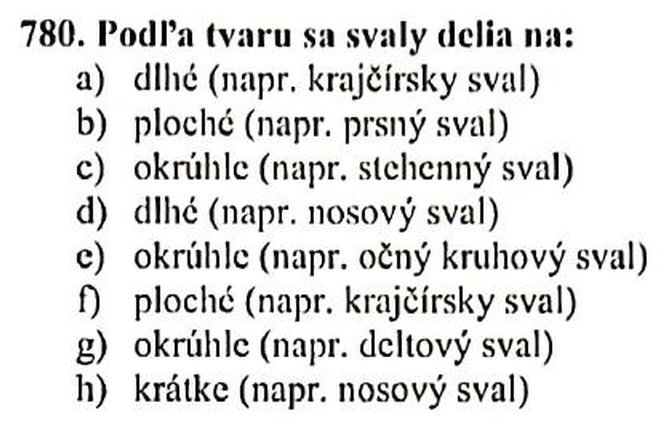 780. Podľa tvaru sa svaly delia na:
a) dlhé (napr. krajčírsky sval)
b) ploché (napr. prsný sval)
c) okrúhle (napr. stehenný sval)
d) dlhé (napr. nosový sval)
e) okrúhle (napr. očný kruhový sval)
f) ploché (napr. krajčírsky sval)
g) okrúhle (napr. deltový sval)
h) krátke (napr. nosový sval)